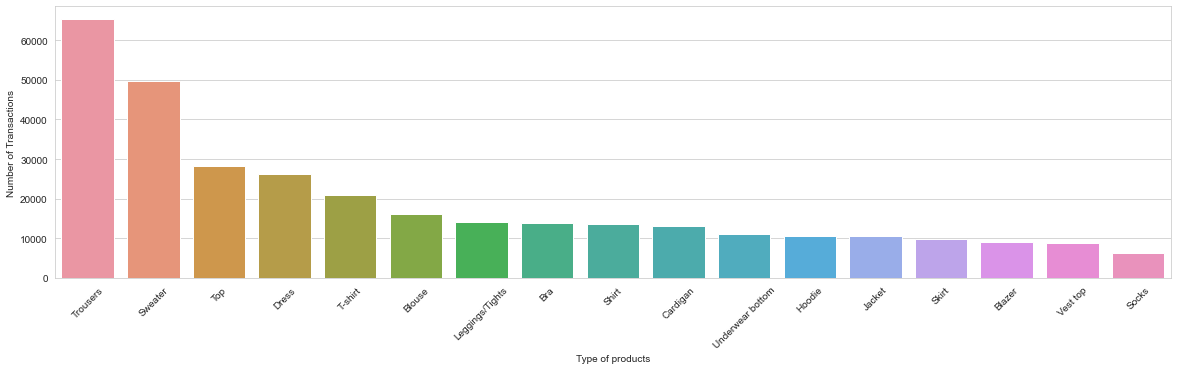 Number of Transactions
60000
50000
40000
30000
20000
10000
0
Trousers
Sweater
Top
Dress
T-shirt
Blouse
Leggings/Tights
Bra
Shirt
Cardigan
Underwear bottom
Hoodie
Jacket
Skirt
Blazer
Vest top
Socks
Type of products